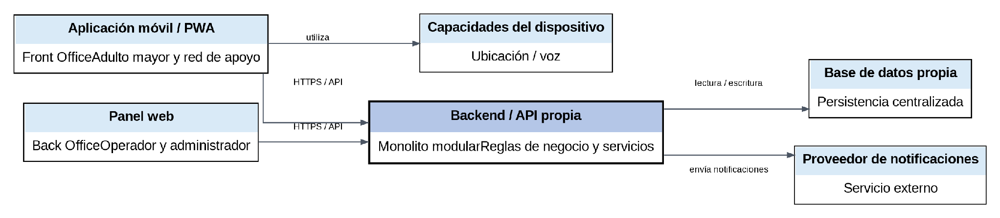 Aplicación móvil / PWA
Front OfficeAdulto mayor y red de apoyo
utiliza
Capacidades del dispositivo
Ubicación / voz
HTTPS / API
Panel web
Back OfficeOperador y administrador
HTTPS / API
Backend / API propia
Monolito modularReglas de negocio y servicios
lectura / escritura
Base de datos propia
Persistencia centralizada
envía notificaciones
Proveedor de notificaciones
Servicio externo